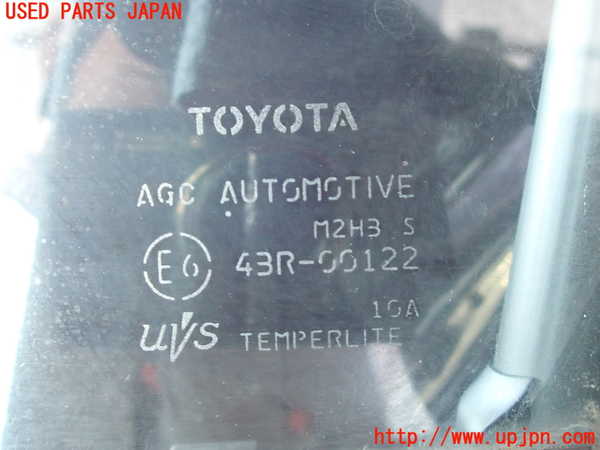 USED PARTS JAPAN
TOYOTA
AGC AUTOMOTIVE
M2H3 S
E6 43R-00122
10A
UVS TEMPERLITE
http://www.upjpn.com